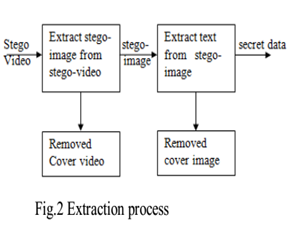 Stego
Video
Extract stego-
image from
stego-video
stego-
image
Extract text
from stego-
image
secret data
Removed
Cover video
Removed
cover image
Fig.2 Extraction process